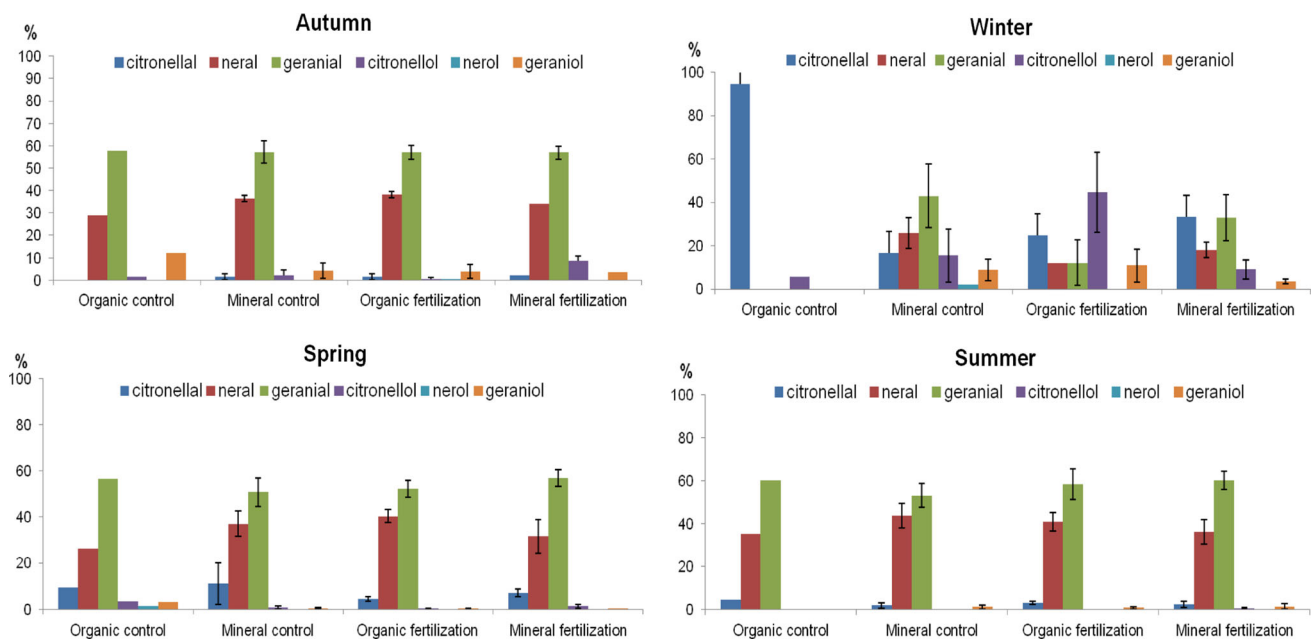 Autumn
%
citronellal neral geranial citronellol nerol geraniol
100
90
80
70
60
50
40
30
20
10
0
Organic control Mineral control Organic fertilization Mineral fertilization
Winter
%
citronellal neral geranial citronellol nerol geraniol
100
80
60
40
20
0
Organic control Mineral control Organic fertilization Mineral fertilization
Spring
%
100
citronellal neral geranial citronellol nerol geraniol
80
60
40
20
0
Organic control Mineral control Organic fertilization Mineral fertilization
Summer
%
citronellal neral geranial citronellol nerol geraniol
100
80
60
40
20
0
Organic control Mineral control Organic fertilization Mineral fertilization